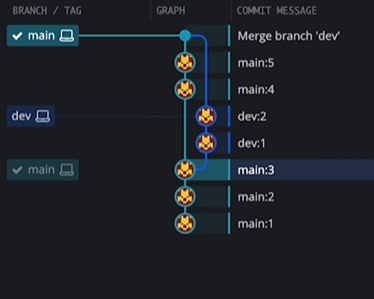 BRANCH / TAG GRAPH COMMIT MESSAGE
main Merge branch 'dev'
main:5
main:4
dev dev:2
dev:1
main main:3
main:2
main:1